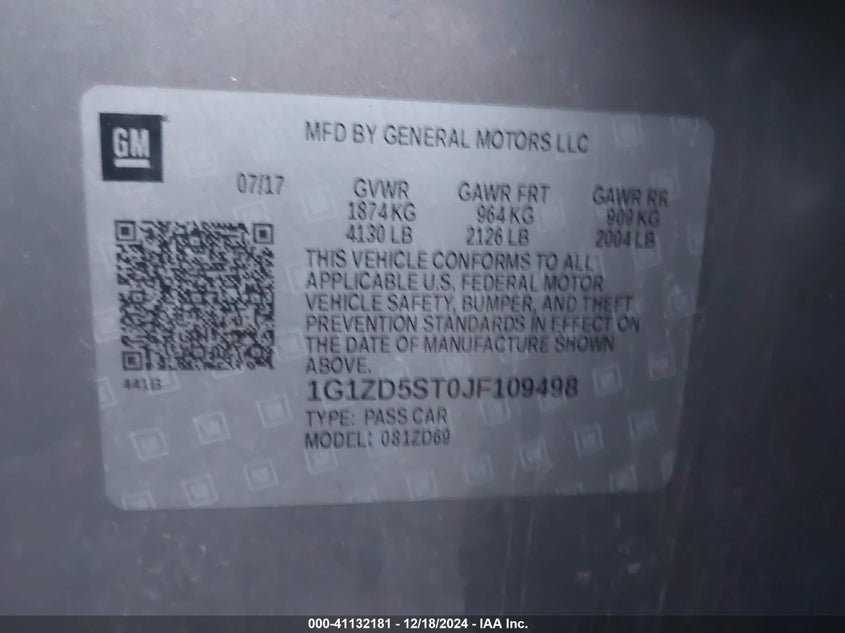 GM
MFD BY GENERAL MOTORS LLC
07/17
GVWR
1874 KG
4130 LB
GAWR FRT
964 KG
2126 LB
GAWR RR
909 KG
2004 LB
THIS VEHICLE CONFORMS TO ALL
APPLICABLE U.S. FEDERAL MOTOR
VEHICLE SAFETY, BUMPER, AND THEFT
PREVENTION STANDARDS IN EFFECT ON
THE DATE OF MANUFACTURE SHOWN
ABOVE.
441B
1G1ZD5ST0JF109498
TYPE: PASS CAR
MODEL: 081ZD69
000-41132181 - 12/18/2024 - IAA Inc.